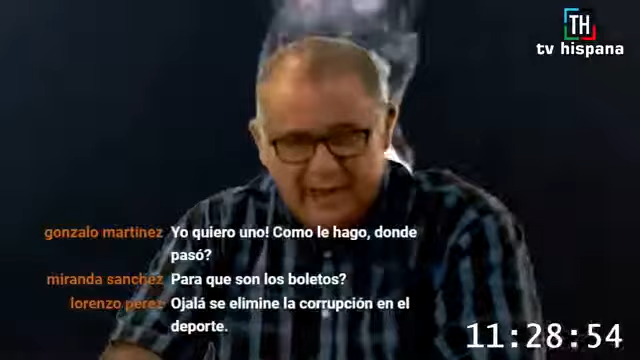 TH
tv hispana
gonzalo martinez Yo quiero uno! Como le hago, donde
pasó?
miranda sanchez Para que son los boletos?
lorenzo perez Ojalá se elimine la corrupción en el
deporte.
11:28:54